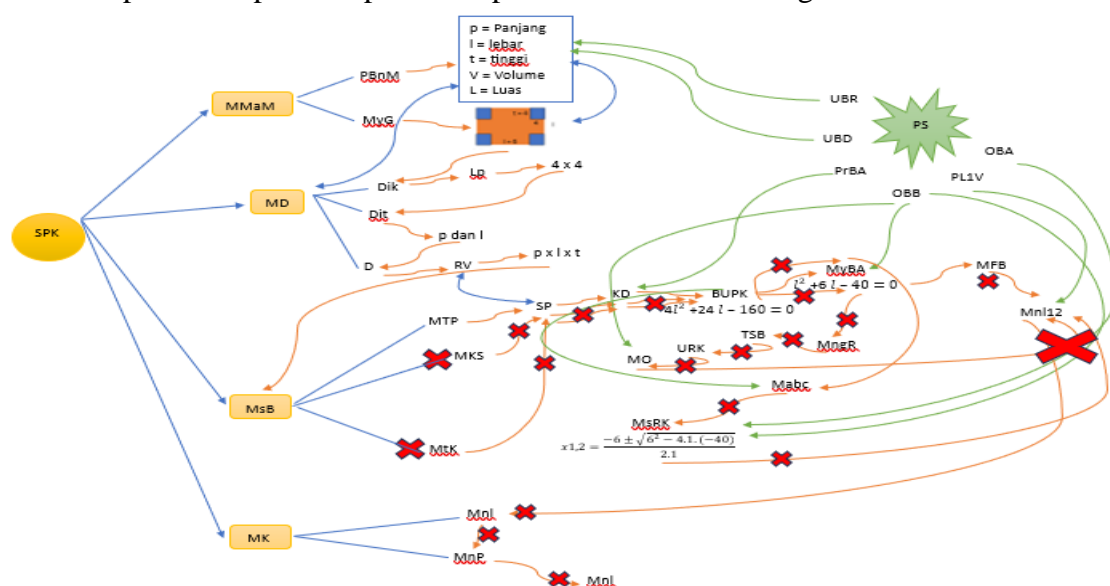 p = Panjang
l = lebar
t = tinggi
V = Volume
L = Luas
PBnM
MMaM
MyG
UBR
PS
UBD
OBA
PrBA
PL1V
OBB
Lp
4 x 4
Dik
MD
Dit
SPK
p dan l
D
RV
p x l x t
MFB
MyBA
KD
BUPK
l² +6 l – 40 = 0
SP
4l² +24 l – 160 = 0
Mnl12
MTP
TSB
MKS
URK
MngR
MO
Mabc
MsB
MsRK
MtK
x1,2 = \frac{-6 ± \sqrt{6² – 4.1.(–40)}}{2.1}
Mnl
MK
MnP
Mnl